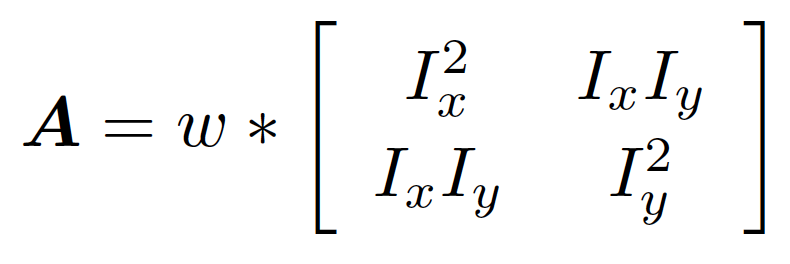 A = w * [ I_x^2 I_xI_y
I_xI_y I_y^2 ]